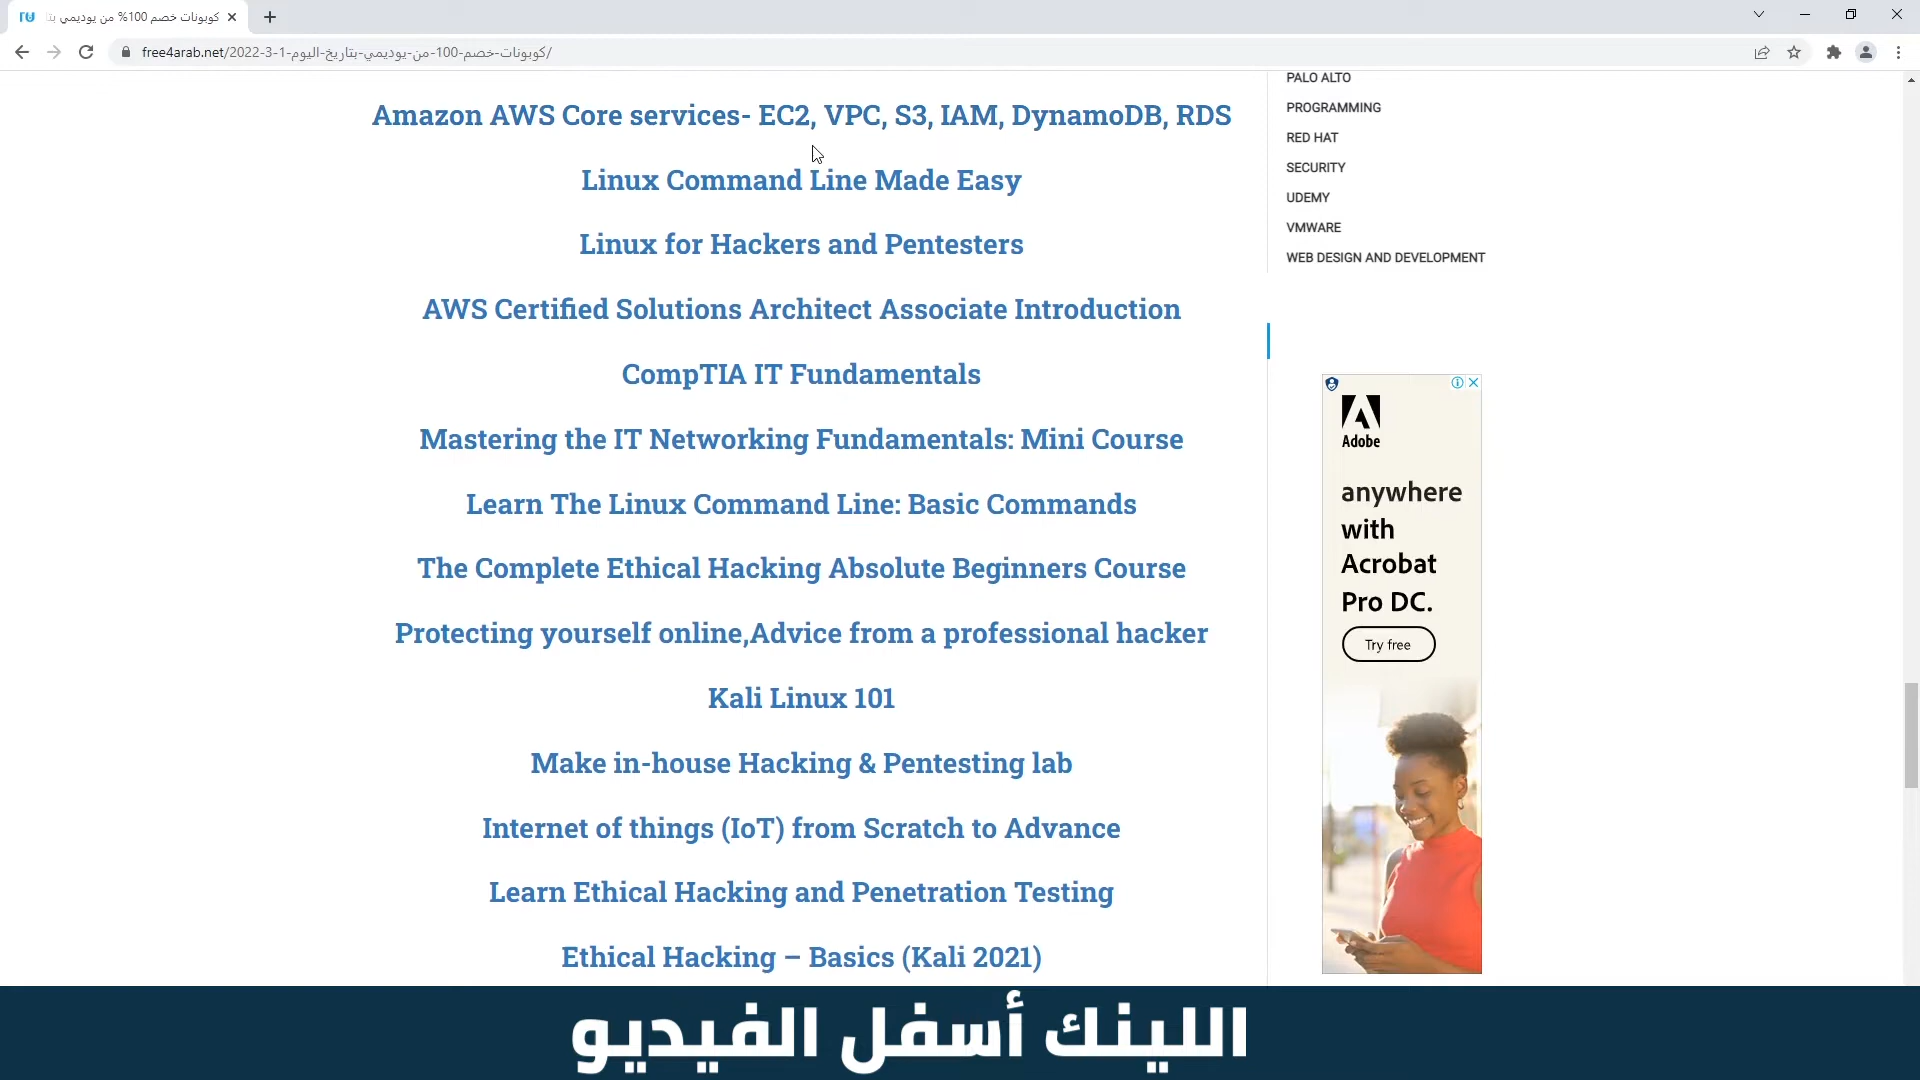 كوبونات خصم 100% من يوديمي بتا
free4arab.net/2022-3-1-كوبونات-خصم-100-من-يوديمي-بتاريخ-اليوم/
Amazon AWS Core services- EC2, VPC, S3, IAM, DynamoDB, RDS
Linux Command Line Made Easy
Linux for Hackers and Pentesters
AWS Certified Solutions Architect Associate Introduction
CompTIA IT Fundamentals
Mastering the IT Networking Fundamentals: Mini Course
Learn The Linux Command Line: Basic Commands
The Complete Ethical Hacking Absolute Beginners Course
Protecting yourself online,Advice from a professional hacker
Kali Linux 101
Make in-house Hacking & Pentesting lab
Internet of things (IoT) from Scratch to Advance
Learn Ethical Hacking and Penetration Testing
Ethical Hacking – Basics (Kali 2021)
PALO ALTO
PROGRAMMING
RED HAT
SECURITY
UDEMY
VMWARE
WEB DESIGN AND DEVELOPMENT
Adobe
anywhere
with
Acrobat
Pro DC.
Try free
اللينك أسفل الفيديو